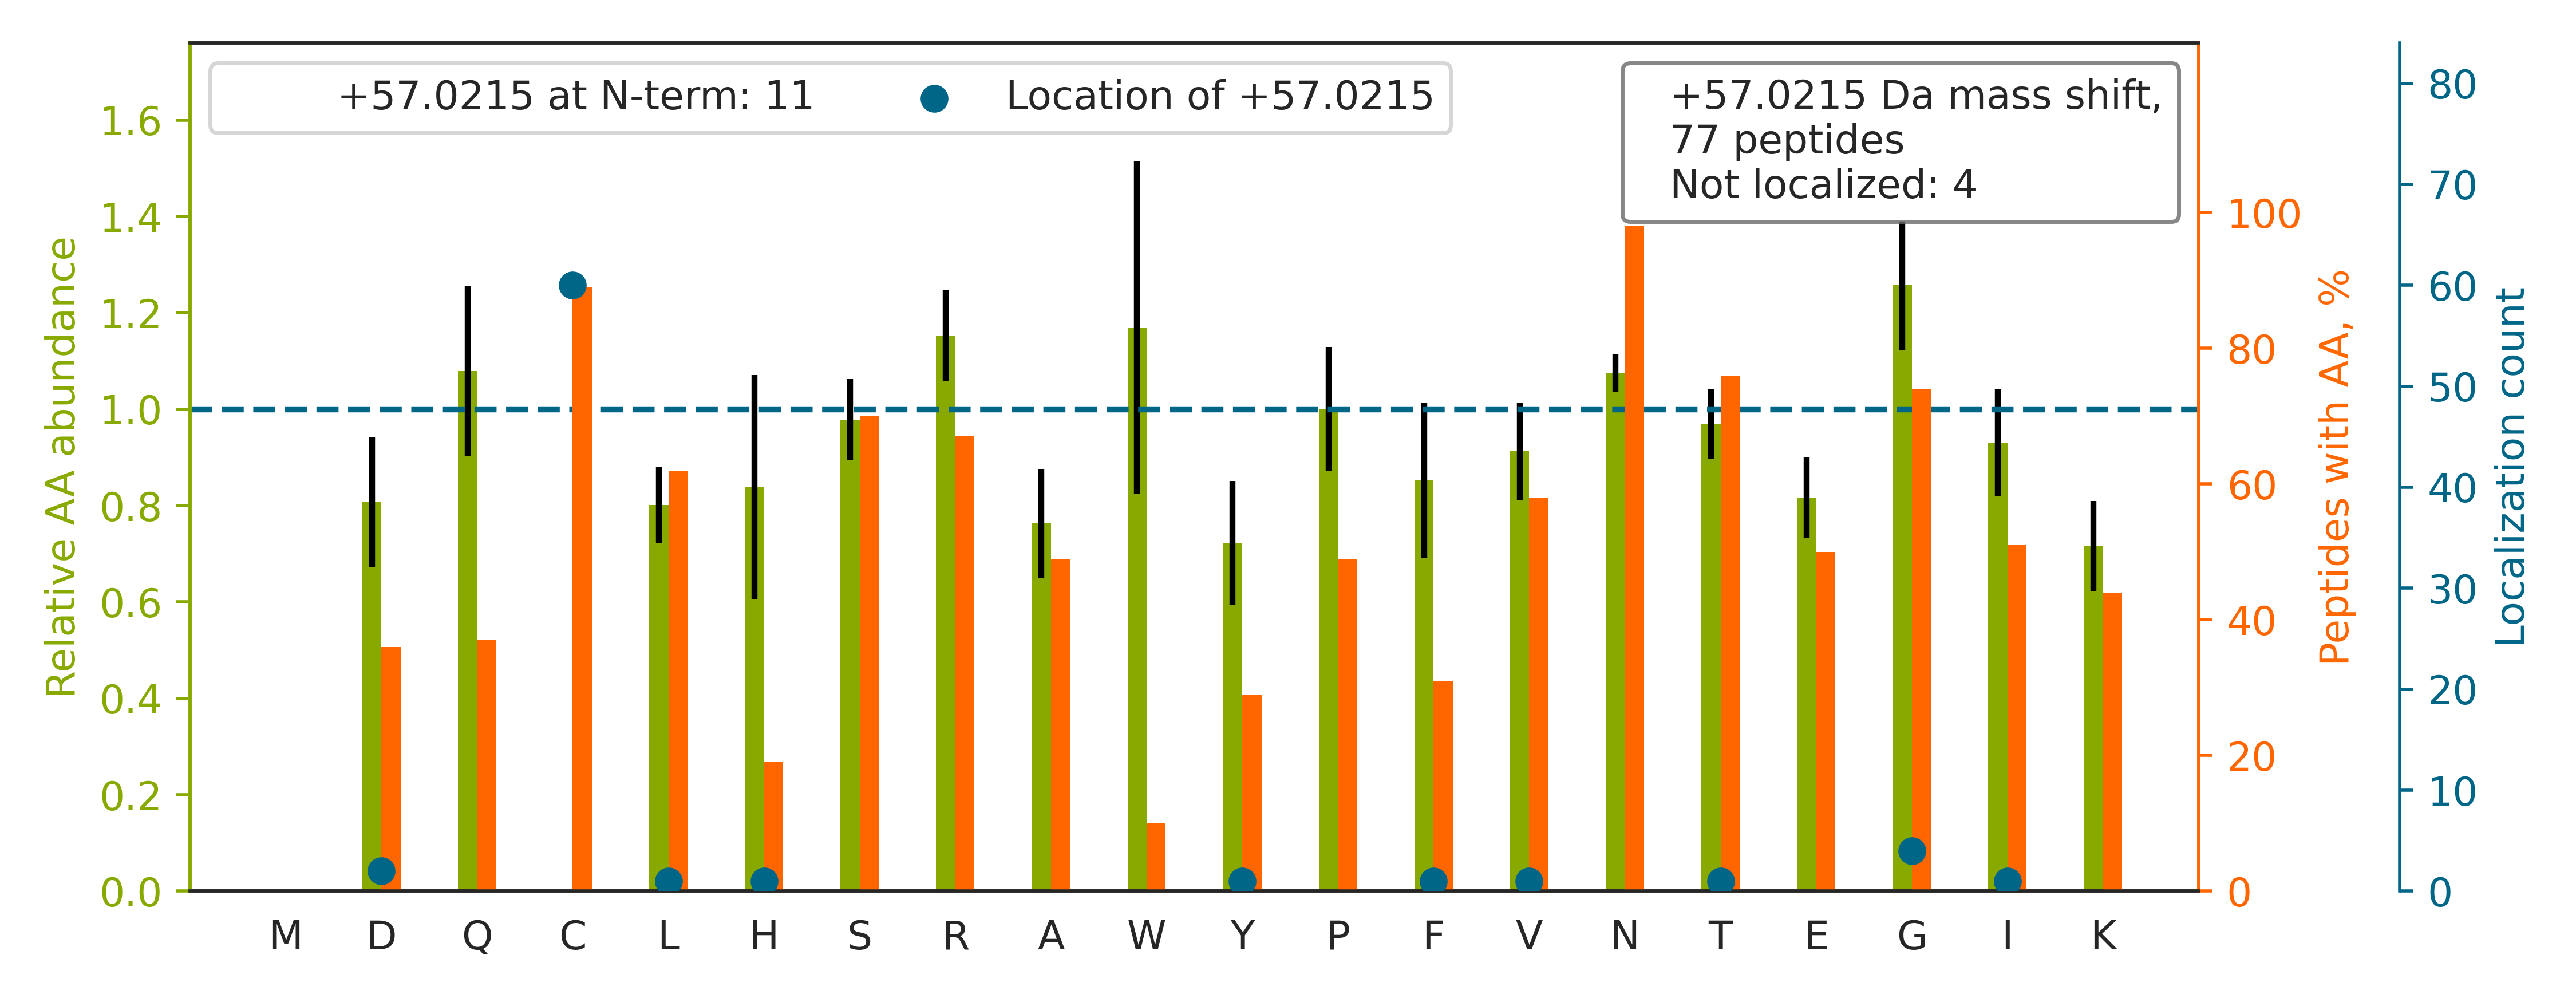 +57.0215 at N-term: 11
Location of +57.0215
+57.0215 Da mass shift,
77 peptides
Not localized: 4
Relative AA abundance
1.6
1.4
1.2
1.0
0.8
0.6
0.4
0.2
0.0
M D Q C L H S R A W Y P F V N T E G I K
100
80
60
40
20
0
Peptides with AA, %
80
70
60
50
40
30
20
10
0
Localization count